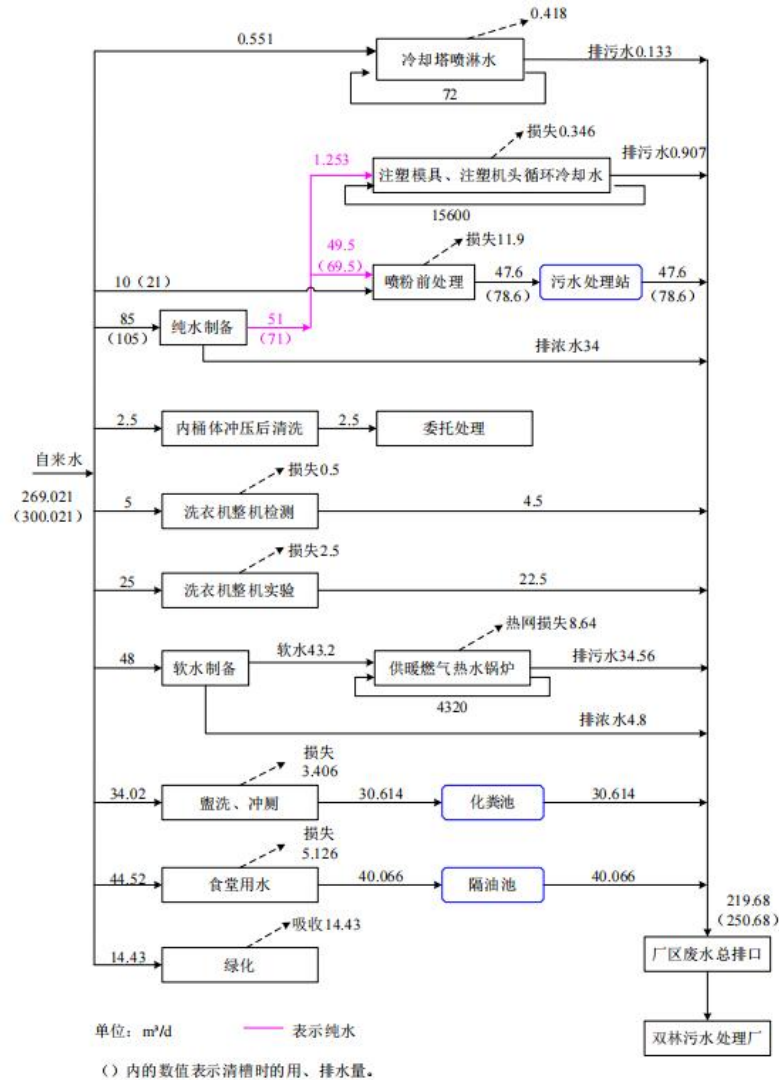 0.418
0.551
冷却塔喷淋水
排污水0.133
72
损失0.346
排污水0.907
1.253
注塑模具、注塑机头循环冷却水
15600
损失11.9
49.5
(69.5)
10（21）
喷粉前处理
47.6
(78.6)
污水处理站
47.6
(78.6)
85
（105）
纯水制备
51
(71)
排浓水34
2.5
内桶体冲压后清洗
2.5
委托处理
自来水
269.021
（300.021）
损失0.5
5
洗衣机整机检测
4.5
损失2.5
25
洗衣机整机实验
22.5
热网损失8.64
48
软水制备
软水43.2
供暖燃气热水锅炉
排污水34.56
4320
排浓水4.8
损失
3.406
34.02
盥洗、冲厕
30.614
化粪池
30.614
损失
5.126
44.52
食堂用水
40.066
隔油池
40.066
吸收14.43
14.43
绿化
219.68
（250.68）
厂区废水总排口
双林污水处理厂
单位：m³/d
表示纯水
（）内的数值表示清槽时的用、排水量。